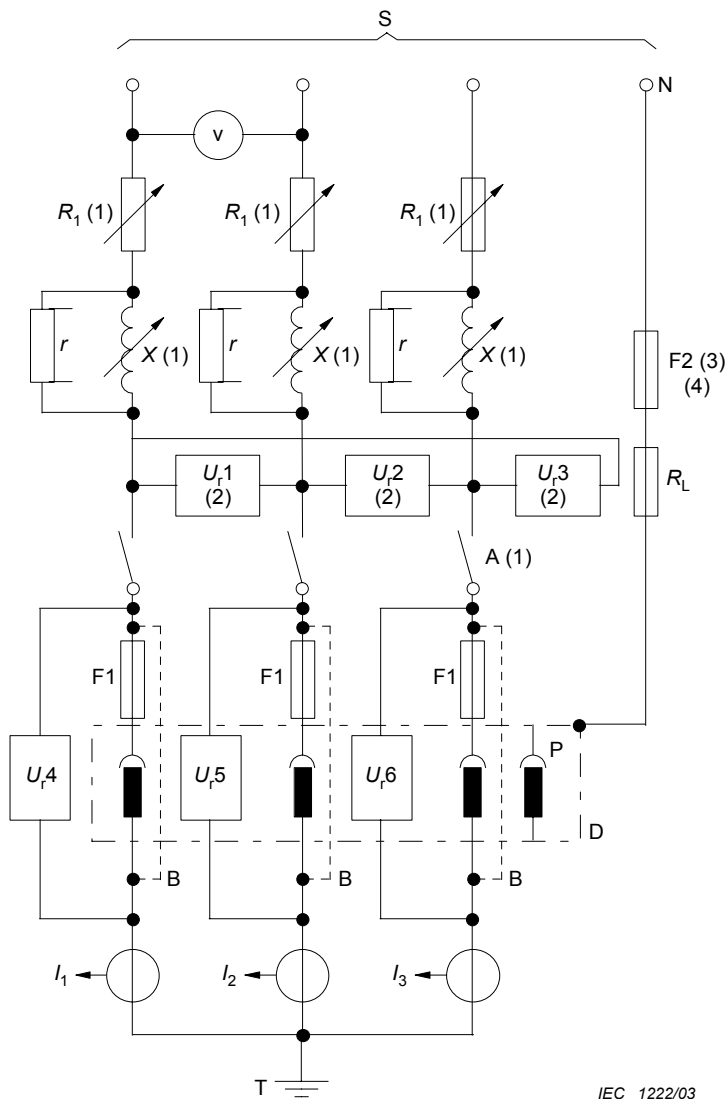 S
N
v
R1 (1) R1 (1) R1 (1)
r X (1) r X (1) r X (1)
F2 (3)
(4)
Ur1 Ur2 Ur3
(2) (2) (2)
RL
A (1)
F1 F1 F1
P
Ur4 Ur5 Ur6
D
B B B
I1 I2 I3
T
IEC 1222/03